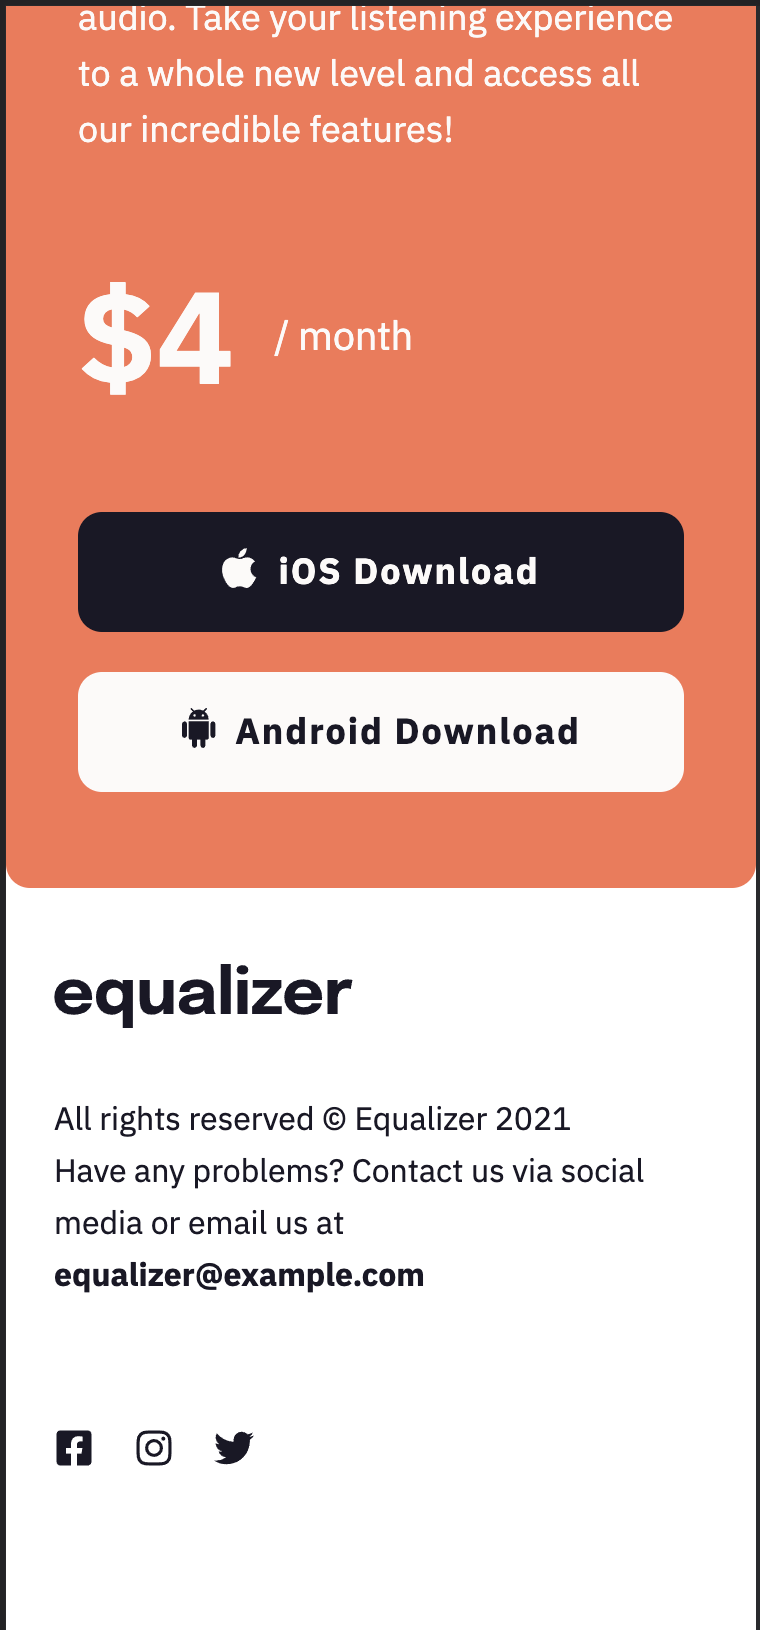 audio. Take your listening experience
to a whole new level and access all
our incredible features!
$4 / month
iOS Download
Android Download
equalizer
All rights reserved © Equalizer 2021
Have any problems? Contact us via social
media or email us at
equalizer@example.com